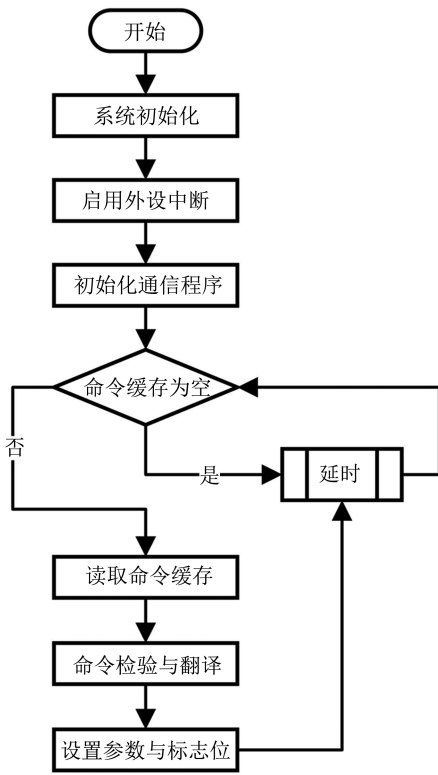 开始
系统初始化
启用外设中断
初始化通信程序
命令缓存为空
否
是
延时
读取命令缓存
命令检验与翻译
设置参数与标志位